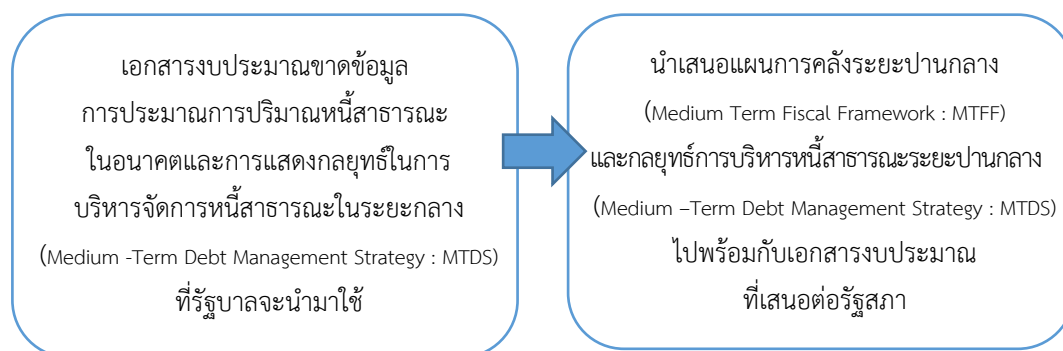 เอกสารงบประมาณขาดข้อมูล
การประมาณการปริมาณหนี้สาธารณะ
ในอนาคตและการแสดงกลยุทธ์ในการ
บริหารจัดการหนี้สาธารณะในระยะกลาง
(Medium -Term Debt Management Strategy : MTDS)
ที่รัฐบาลจะนำมาใช้
นำเสนอแผนการคลังระยะปานกลาง
(Medium Term Fiscal Framework : MTFF)
และกลยุทธ์การบริหารหนี้สาธารณะระยะปานกลาง
(Medium –Term Debt Management Strategy : MTDS)
ไปพร้อมกับเอกสารงบประมาณ
ที่เสนอต่อรัฐสภา